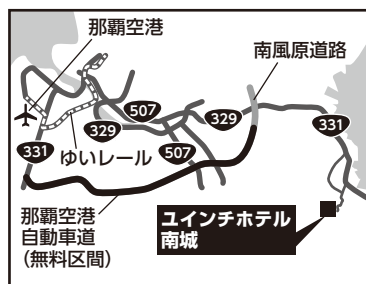 那覇空港
南風原道路
507
329
329
331
331
ゆいレール
507
那覇空港
自動車道
(無料区間)
ユインチホテル
南城